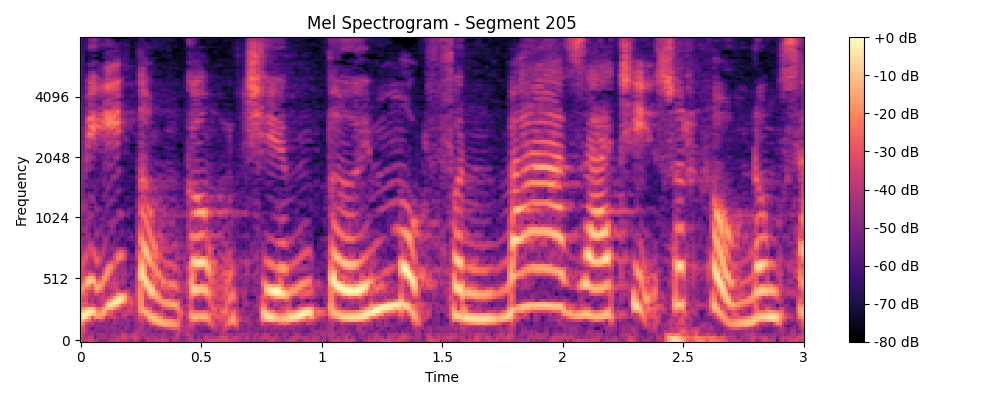 Mel Spectrogram - Segment 205
Frequency
4096
2048
1024
512
0
0
0.5
1
1.5
2
2.5
3
Time
+0 dB
-10 dB
-20 dB
-30 dB
-40 dB
-50 dB
-60 dB
-70 dB
-80 dB